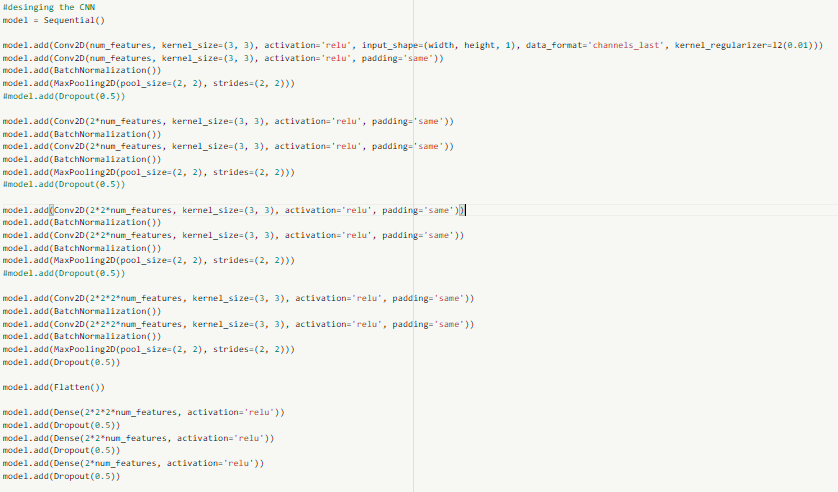 #desinging the CNN
model = Sequential()
model.add(Conv2D(num_features, kernel_size=(3, 3), activation='relu', input_shape=(width, height, 1), data_format='channels_last', kernel_regularizer=l2(0.01)))
model.add(Conv2D(num_features, kernel_size=(3, 3), activation='relu', padding='same'))
model.add(BatchNormalization())
model.add(MaxPooling2D(pool_size=(2, 2), strides=(2, 2)))
#model.add(Dropout(0.5))
model.add(Conv2D(2*num_features, kernel_size=(3, 3), activation='relu', padding='same'))
model.add(BatchNormalization())
model.add(Conv2D(2*num_features, kernel_size=(3, 3), activation='relu', padding='same'))
model.add(BatchNormalization())
model.add(MaxPooling2D(pool_size=(2, 2), strides=(2, 2)))
#model.add(Dropout(0.5))
model.add(Conv2D(2*2*num_features, kernel_size=(3, 3), activation='relu', padding='same'))
model.add(BatchNormalization())
model.add(Conv2D(2*2*num_features, kernel_size=(3, 3), activation='relu', padding='same'))
model.add(BatchNormalization())
model.add(MaxPooling2D(pool_size=(2, 2), strides=(2, 2)))
#model.add(Dropout(0.5))
model.add(Conv2D(2*2*2*num_features, kernel_size=(3, 3), activation='relu', padding='same'))
model.add(BatchNormalization())
model.add(Conv2D(2*2*2*num_features, kernel_size=(3, 3), activation='relu', padding='same'))
model.add(BatchNormalization())
model.add(MaxPooling2D(pool_size=(2, 2), strides=(2, 2)))
model.add(Dropout(0.5))
model.add(Flatten())
model.add(Dense(2*2*2*num_features, activation='relu'))
model.add(Dropout(0.5))
model.add(Dense(2*2*num_features, activation='relu'))
model.add(Dropout(0.5))
model.add(Dense(2*num_features, activation='relu'))
model.add(Dropout(0.5))